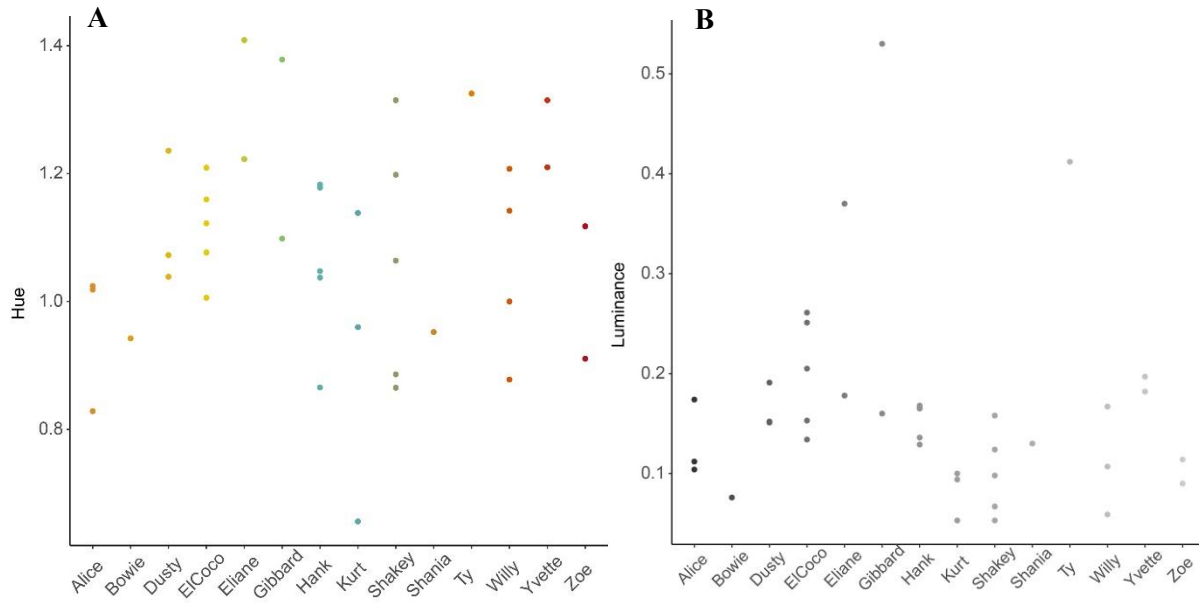 A
1.4
1.2
1.0
0.8
Hue
Alice Bowie Dusty ElCoco Eliane Gibbard Hank Kurt Shakey Shania Ty Willy Yvette Zoe
B
0.5
0.4
0.3
0.2
0.1
Luminance
Alice Bowie Dusty ElCoco Eliane Gibbard Hank Kurt Shakey Shania Ty Willy Yvette Zoe